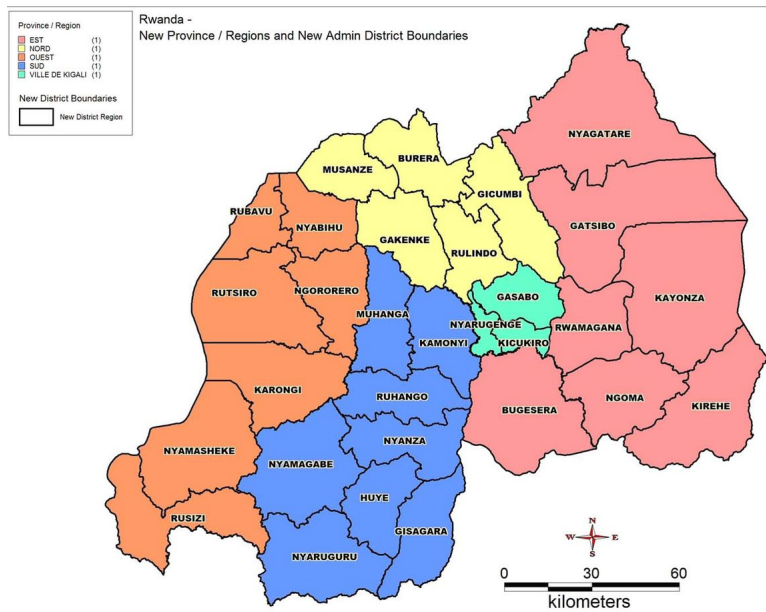 Province / Region
EST (1)
NORD (1)
OUEST (1)
SUD (1)
VILLE DE KIGALI (1)
New District Boundaries
New District Region
Rwanda -
New Province / Regions and New Admin District Boundaries
NYAGATARE
BURERA
MUSANZE
GICUMBI
RUBAVU
NYABIHU
GATSIBO
GAKENKE
RULINDO
RUTSIRO
NGORORERO
GASABO
KAYONZA
MUHANGA
NYARUGENGE
RWAMAGANA
KAMONYI
KICUKIRO
KARONGI
RUHANGO
BUGESERA
NGOMA
KIREHE
NYAMASHEKE
NYANZA
NYAMAGABE
HUYE
RUSIZI
GISAGARA
NYARUGURU
N
W E
S
0 30 60
kilometers